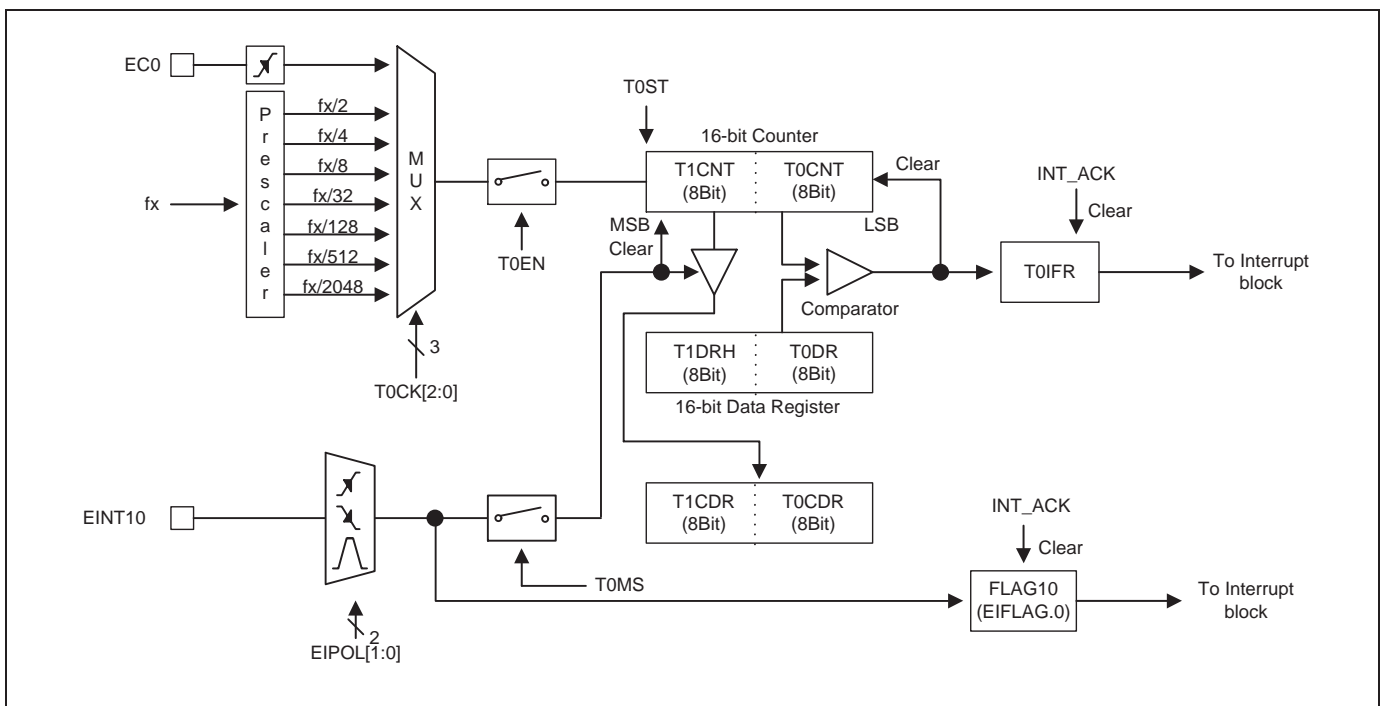 EC0
P
r
e
s
c
a
l
e
r
fx
fx/2
fx/4
fx/8
fx/32
fx/128
fx/512
fx/2048
M
U
X
3
T0CK[2:0]
T0EN
T0ST
16-bit Counter
T1CNT
(8Bit)
T0CNT
(8Bit)
MSB
LSB
Clear
Clear
Comparator
INT_ACK
Clear
T0IFR
To Interrupt
block
T1DRH
(8Bit)
T0DR
(8Bit)
16-bit Data Register
T1CDR
(8Bit)
T0CDR
(8Bit)
EINT10
2
EIPOL[1:0]
T0MS
INT_ACK
Clear
FLAG10
(EIFLAG.0)
To Interrupt
block